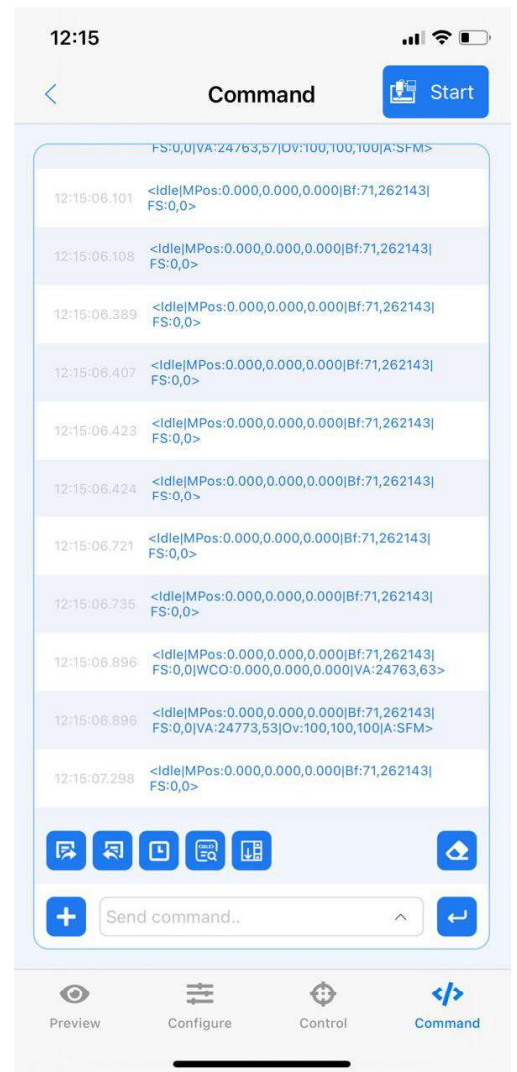 12:15
Command
Start
FS:0,0|VA:24763,57|Ov:100,100,100|A:SFM>
12:15:06.101
<Idle|MPos:0.000,0.000,0.000|Bf:71,262143|
FS:0,0>
12:15:06.108
<Idle|MPos:0.000,0.000,0.000|Bf:71,262143|
FS:0,0>
12:15:06.389
<Idle|MPos:0.000,0.000,0.000|Bf:71,262143|
FS:0,0>
12:15:06.407
<Idle|MPos:0.000,0.000,0.000|Bf:71,262143|
FS:0,0>
12:15:06.423
<Idle|MPos:0.000,0.000,0.000|Bf:71,262143|
FS:0,0>
12:15:06.424
<Idle|MPos:0.000,0.000,0.000|Bf:71,262143|
FS:0,0>
12:15:06.721
<Idle|MPos:0.000,0.000,0.000|Bf:71,262143|
FS:0,0>
12:15:06.735
<Idle|MPos:0.000,0.000,0.000|Bf:71,262143|
FS:0,0>
12:15:06.896
<Idle|MPos:0.000,0.000,0.000|Bf:71,262143|
FS:0,0|WCO:0.000,0.000,0.000|VA:24763,63>
12:15:06.896
<Idle|MPos:0.000,0.000,0.000|Bf:71,262143|
FS:0,0|VA:24773,53|Ov:100,100,100|A:SFM>
12:15:07.298
<Idle|MPos:0.000,0.000,0.000|Bf:71,262143|
FS:0,0>
Send command..
Preview
Configure
Control
Command